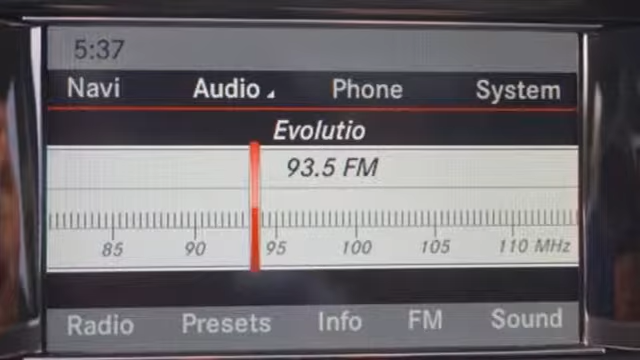 5:37
Navi Audio Phone System
Evolutio
93.5 FM
85 90 95 100 105 110 MHz
Radio Presets Info FM Sound